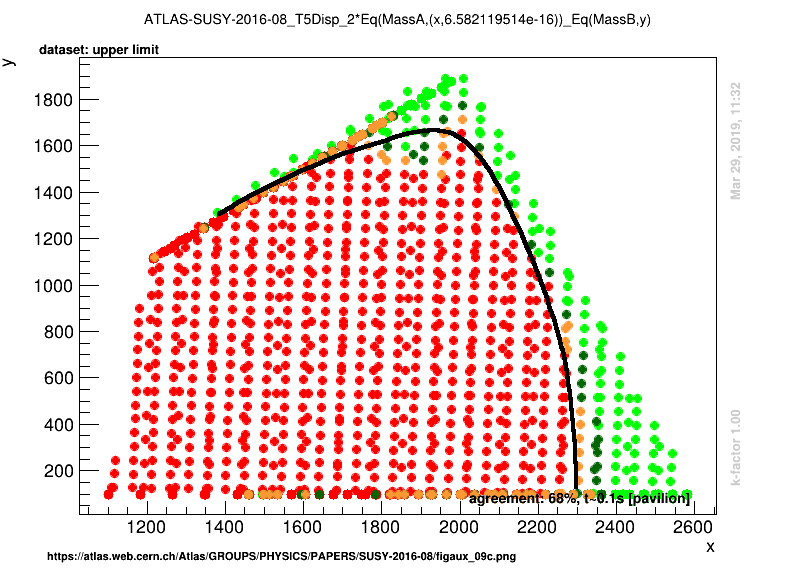 ATLAS-SUSY-2016-08_T5Disp_2*Eq(MassA,(x,6.582119514e-16))_Eq(MassB,y)
dataset: upper limit
y
1800
1600
1400
1200
1000
800
600
400
200
1200 1400 1600 1800 2000 2200 2400 2600
x
agreement: 68%, t~0.1s [pavilion]
Mar 29, 2019, 11:32
k-factor 1.00
https://atlas.web.cern.ch/Atlas/GROUPS/PHYSICS/PAPERS/SUSY-2016-08/figaux_09c.png